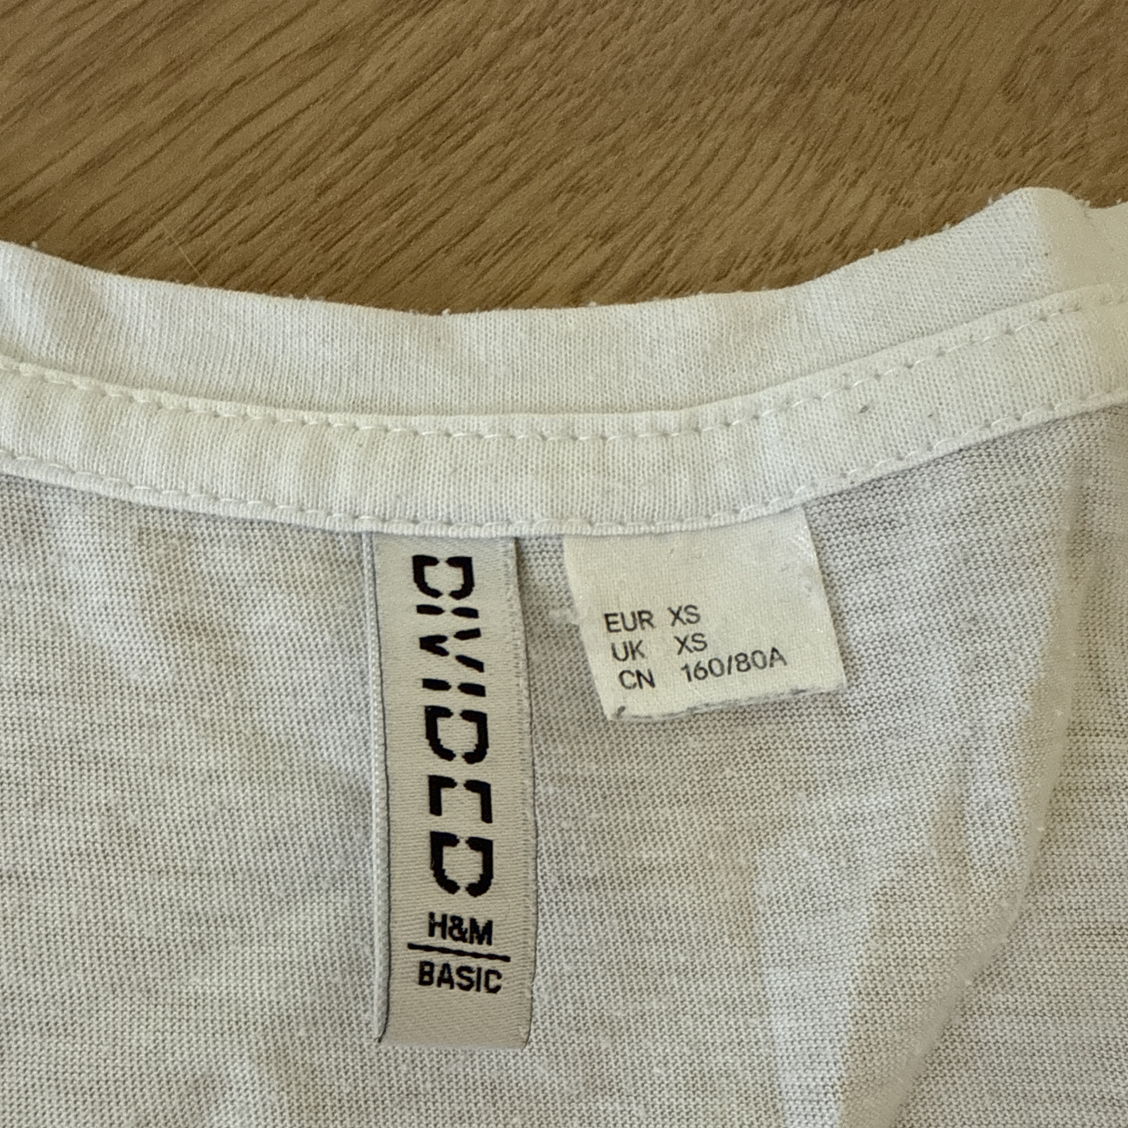 DIVIDED
H&M
BASIC
EUR XS
UK XS
CN 160/80A